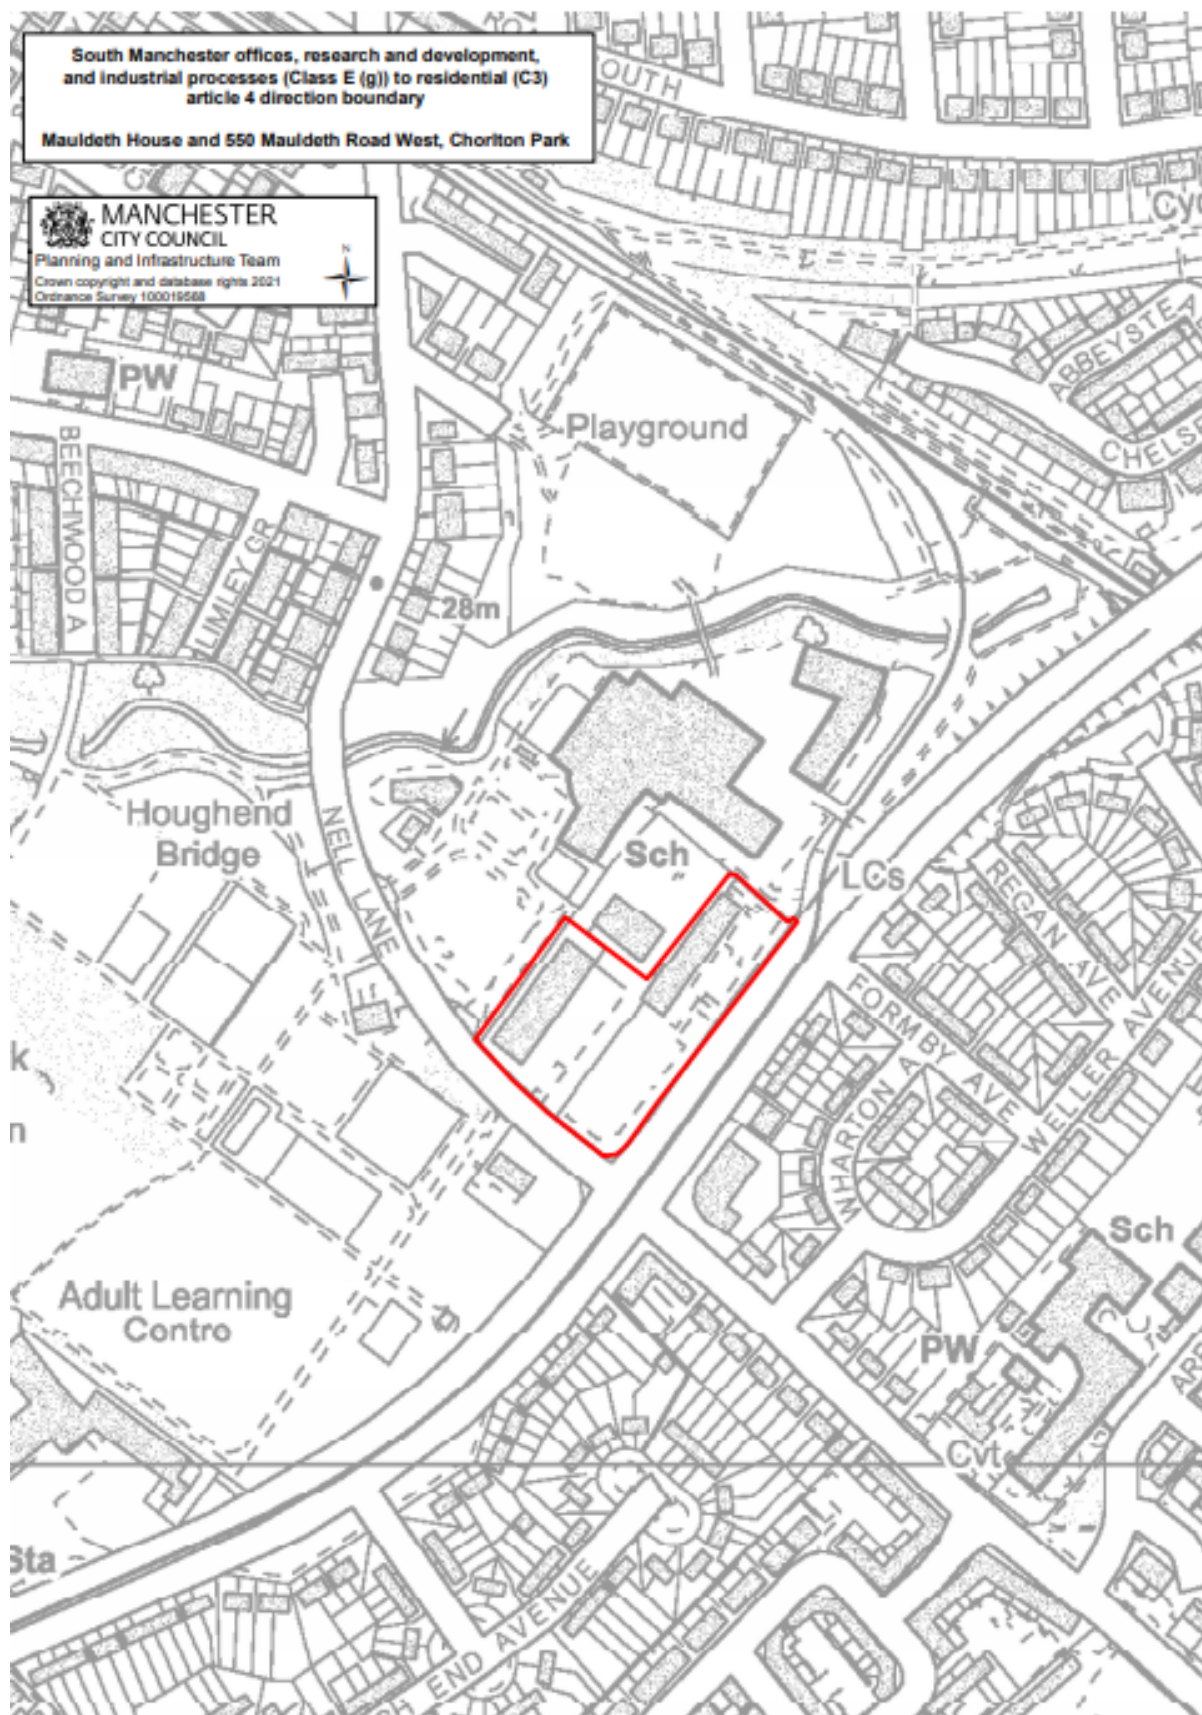 South Manchester offices, research and development,
and industrial processes (Class E (g)) to residential (C3)
article 4 direction boundary
Mauldeth House and 550 Mauldeth Road West, Chorlton Park
MANCHESTER
CITY COUNCIL
Planning and Infrastructure Team
Crown copyright and database rights 2021
Ordnance Survey 100019568
N
OUTH
Cy
ABBEYSTE A
CHELS
PW
Playground
BEECHWOOD A
LIMLEY GR
28m
Houghend
Bridge
NELL LANE
Sch
LCs
REGAN AVE
FORMBY AVE
WELLER AVENUE
WHARTON A
k
n
Adult Learning
Contro
Sch
PW
Cvt
Sta
H END AVENUE